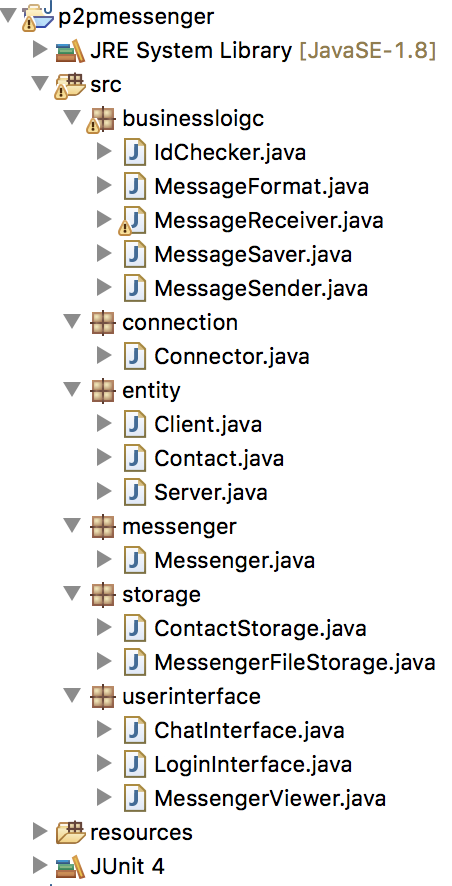 p2pmessenger
JRE System Library [JavaSE-1.8]
src
businessloigc
IdChecker.java
MessageFormat.java
MessageReceiver.java
MessageSaver.java
MessageSender.java
connection
Connector.java
entity
Client.java
Contact.java
Server.java
messenger
Messenger.java
storage
ContactStorage.java
MessengerFileStorage.java
userinterface
ChatInterface.java
LoginInterface.java
MessengerViewer.java
resources
JUnit 4